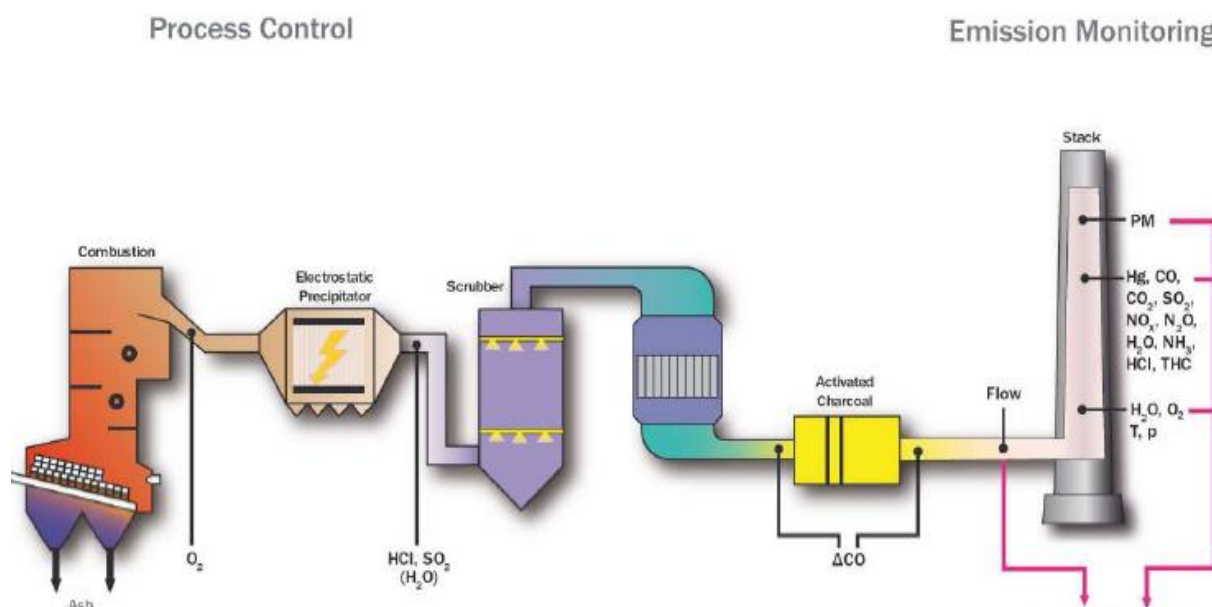 Process Control
Emission Monitoring
Stack
PM
Combustion
Electrostatic
Precipitator
Scrubber
Hg, CO,
CO₂, SO₂,
NOₓ, N₂O,
H₂O, NH₃,
HCl, THC
Activated
Charcoal
Flow
H₂O, O₂
T, p
O₂
HCl, SO₂
(H₂O)
ΔCO
Ash